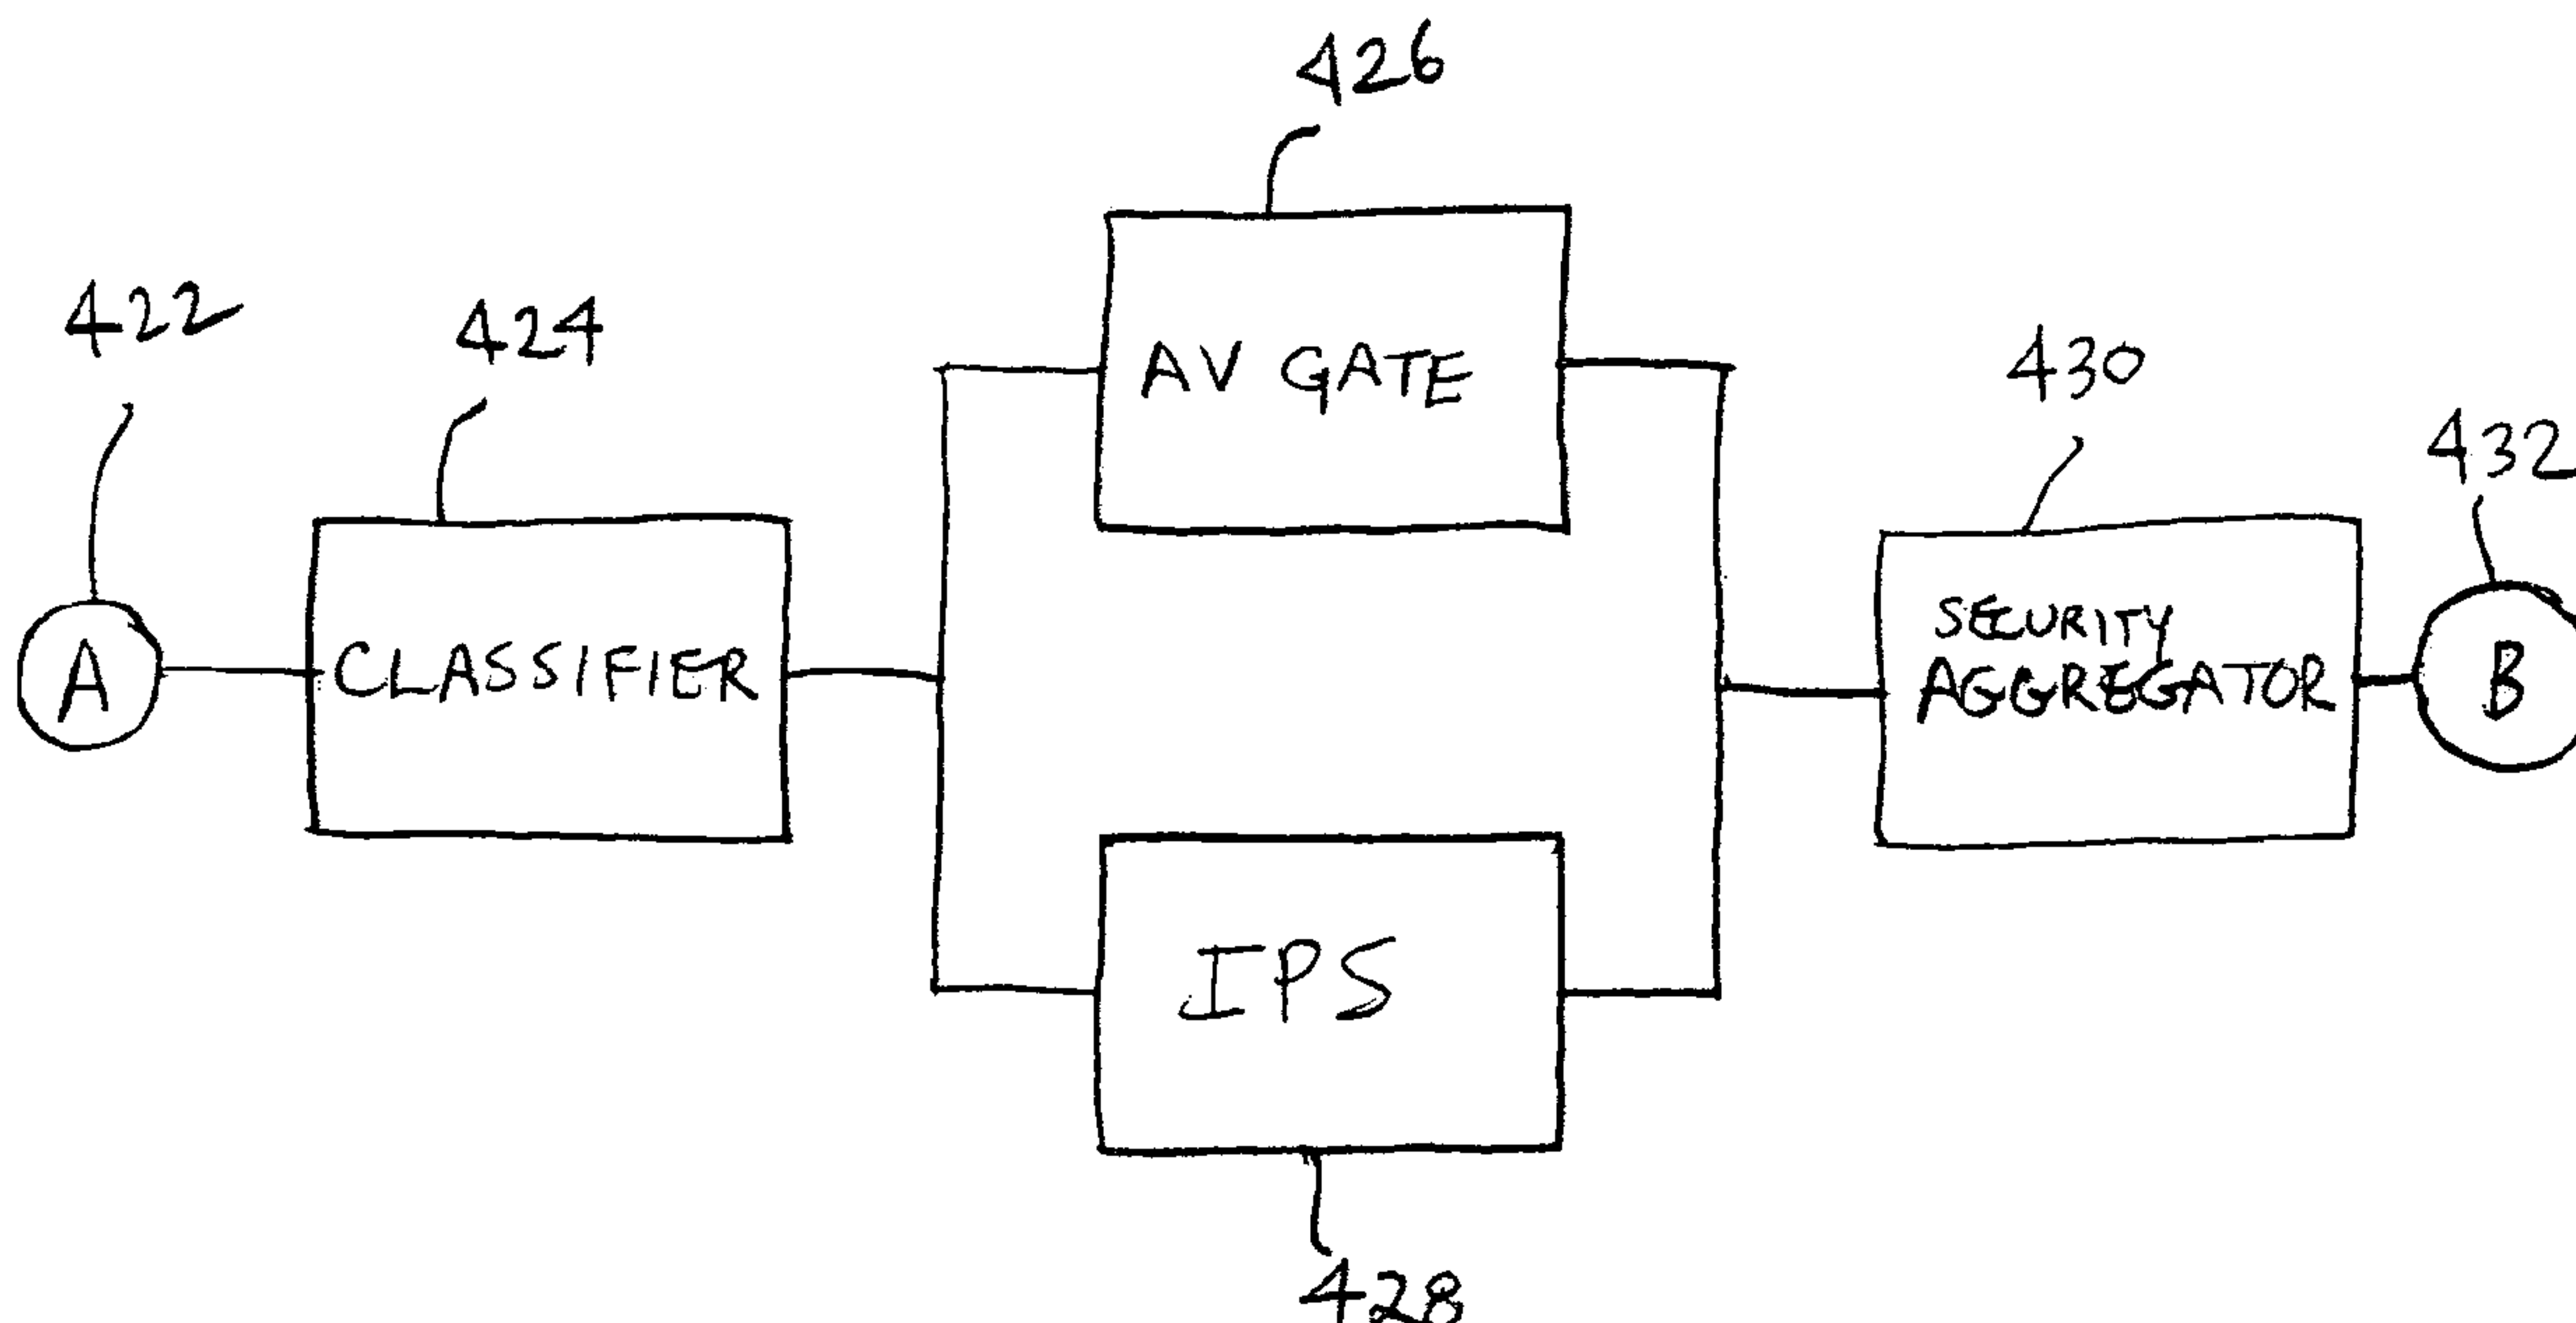 426
422
424
AV GATE
430
432
A
CLASSIFIER
SECURITY
AGGREGATOR
B
IPS
428